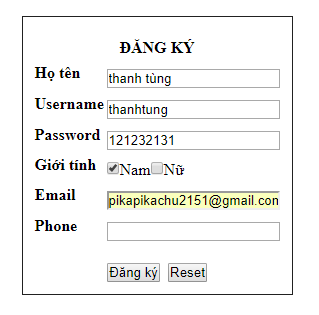 ĐĂNG KÝ
Họ tên thanh tùng
Username thanhtung
Password 121232131
Giới tính Nam Nữ
Email pikapikachu2151@gmail.con
Phone
Đăng ký Reset